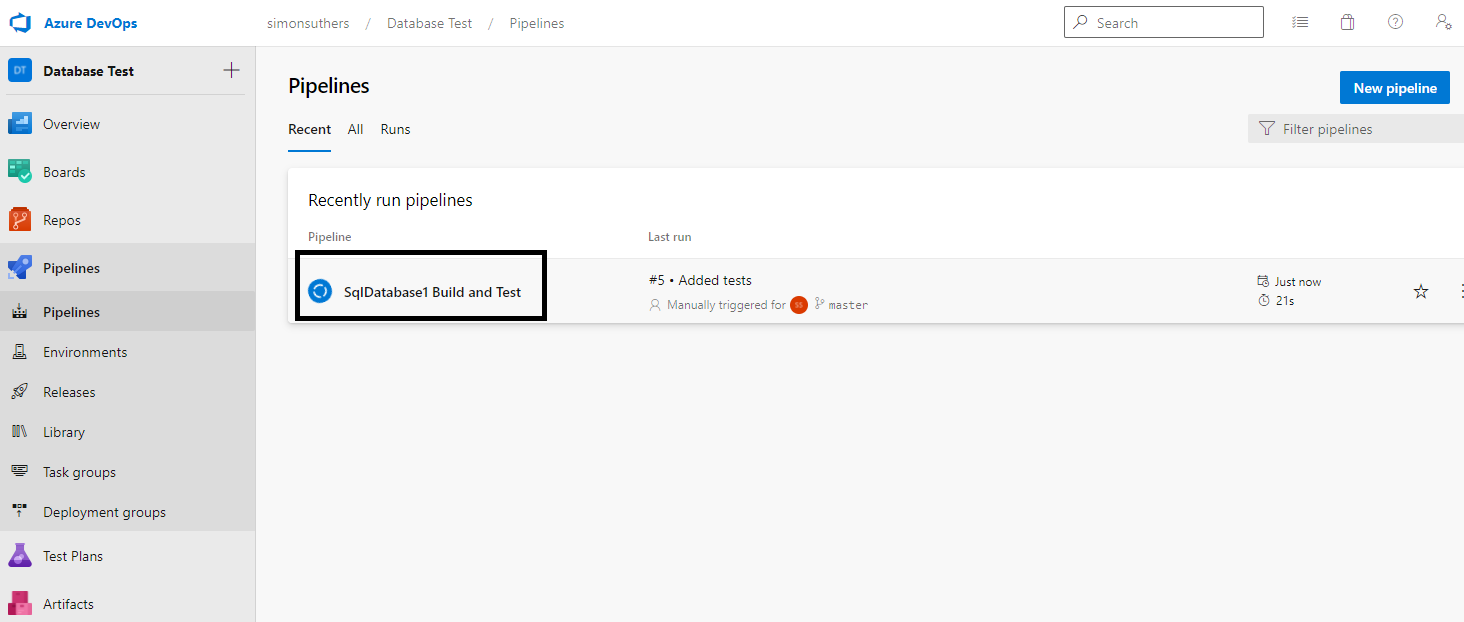 Azure DevOps
simonsuthers / Database Test / Pipelines
Search
DT Database Test
Overview
Boards
Repos
Pipelines
Pipelines
Environments
Releases
Library
Task groups
Deployment groups
Test Plans
Artifacts
Pipelines
New pipeline
Recent All Runs
Filter pipelines
Recently run pipelines
Pipeline Last run
SqlDatabase1 Build and Test
#5 • Added tests
Manually triggered for SS master
Just now
21s